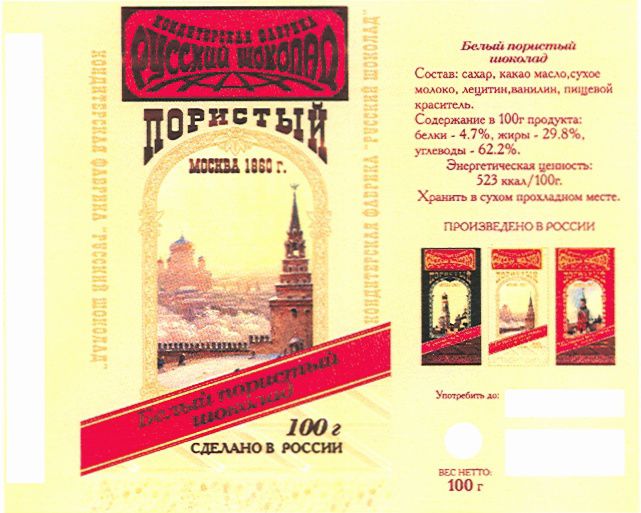 КОНДИТЕРСКАЯ ФАБРИКА
РУССКИЙ ШОКОЛАД
ПОРИСТЫЙ
МОСКВА 1860 г.
КОНДИТЕРСКАЯ ФАБРИКА "РУССКИЙ ШОКОЛАД"
КОНДИТЕРСКАЯ ФАБРИКА "РУССКИЙ ШОКОЛАД"
Белый пористый
шоколад
100 г
СДЕЛАНО В РОССИИ
Белый пористый
шоколад
Состав: сахар, какао масло,сухое
молоко, лецитин,ванилин, пищевой
краситель.
Содержание в 100г продукта:
белки - 4.7%, жиры - 29.8%,
углеводы - 62.2%.
Энергетическая ценность:
523 ккал/100г.
Хранить в сухом прохладном месте.
ПРОИЗВЕДЕНО В РОССИИ
ПОРИСТЫЙ
ПОРИСТЫЙ
ПОРИСТЫЙ
Употребить до:
ВЕС НЕТТО:
100 г